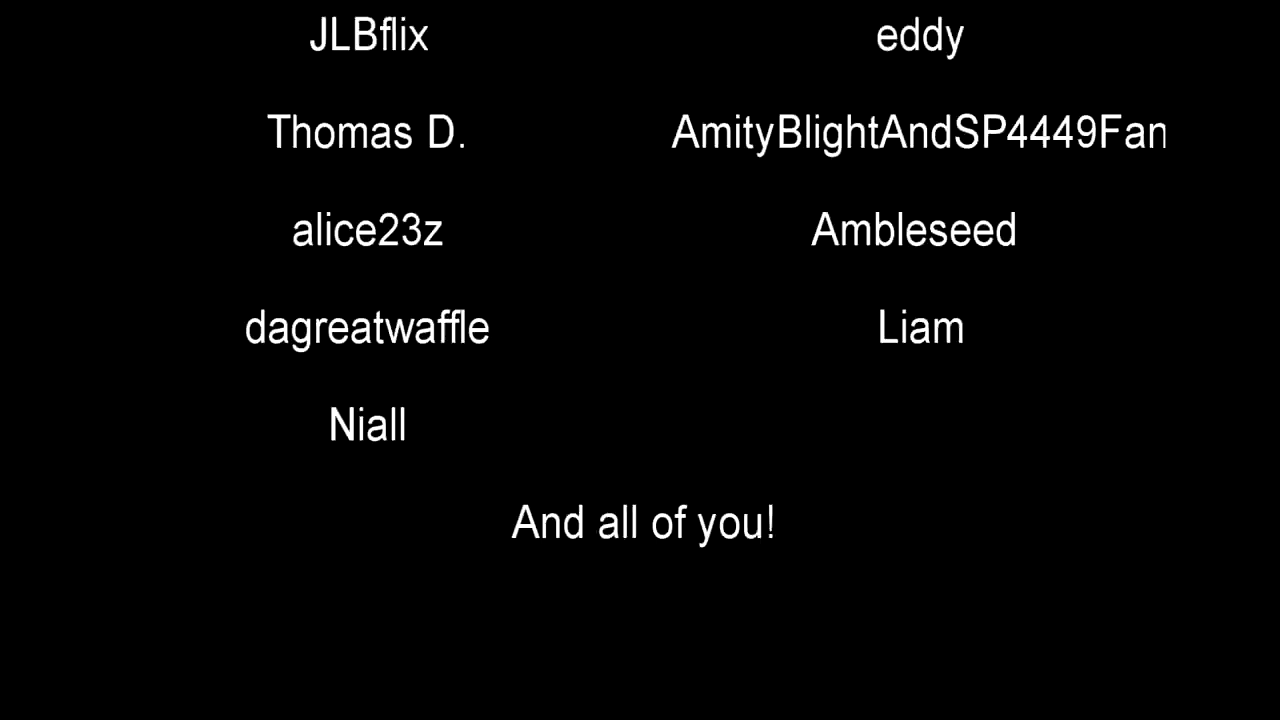 JLBflix eddy
Thomas D. AmityBlightAndSP4449Fan
alice23z Ambleseed
dagreatwaffle Liam
Niall
And all of you!